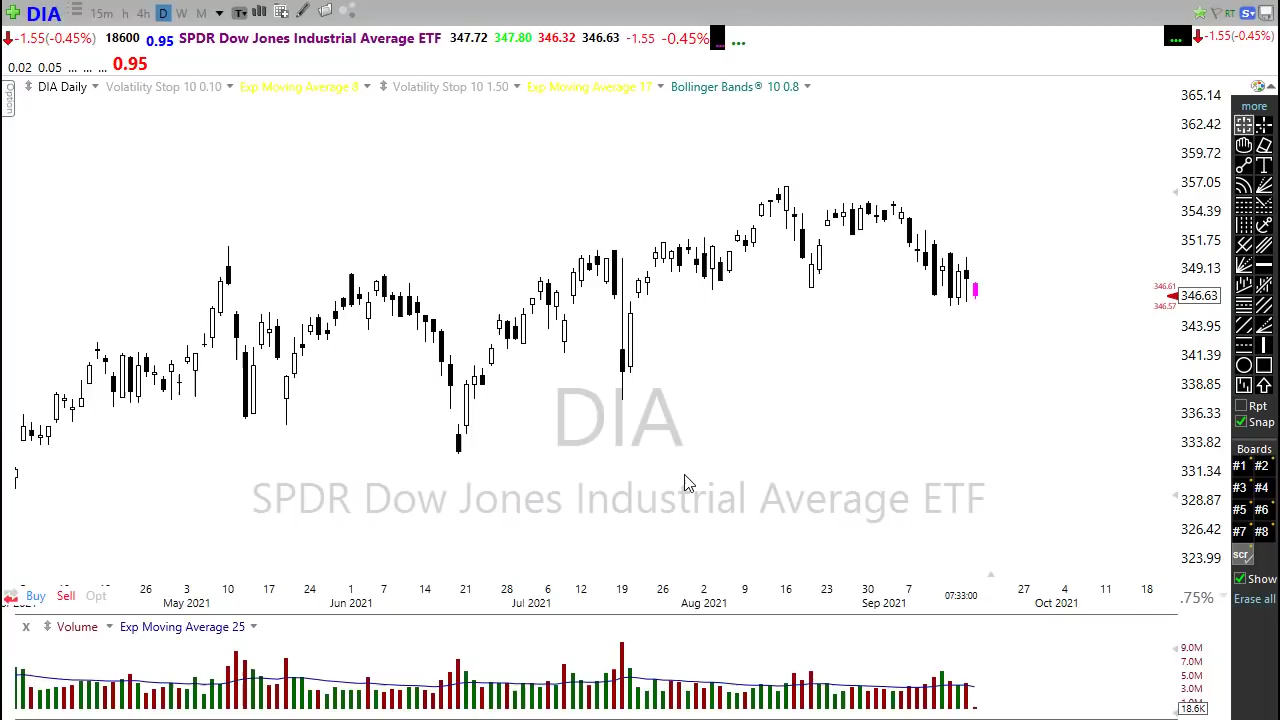 DIA 15m h 4h D W M T RT S
-1.55(-0.45%) 18600 0.95 SPDR Dow Jones Industrial Average ETF 347.72 347.80 346.32 346.63 -1.55 -0.45% ... ... ... -1.55(-0.45%)
0.02 0.05 ... ... ... 0.95
Option
DIA Daily Volatility Stop 10 0.10 Exp Moving Average 8 Volatility Stop 10 1.50 Exp Moving Average 17 Bollinger Bands® 10 0.8
365.14
362.42
359.72
357.05
354.39
351.75
349.13
346.61
346.63
346.57
343.95
341.39
338.85
336.33
333.82
331.34
328.87
326.42
323.99
more
T
Rpt
Snap
Boards
#1 #2
#3 #4
#5 #6
#7 #8
scr
Show
Erase all
DIA
SPDR Dow Jones Industrial Average ETF
26 3 10 17 24 1 7 14 21 28 6 12 19 26 2 9 16 23 30 7 07:33:00 27 4 11 18
Buy Sell Opt
2021 May 2021 Jun 2021 Jul 2021 Aug 2021 Sep 2021 Oct 2021
.75%
x Volume Exp Moving Average 25
9.0M
7.0M
5.0M
3.0M
18.6K